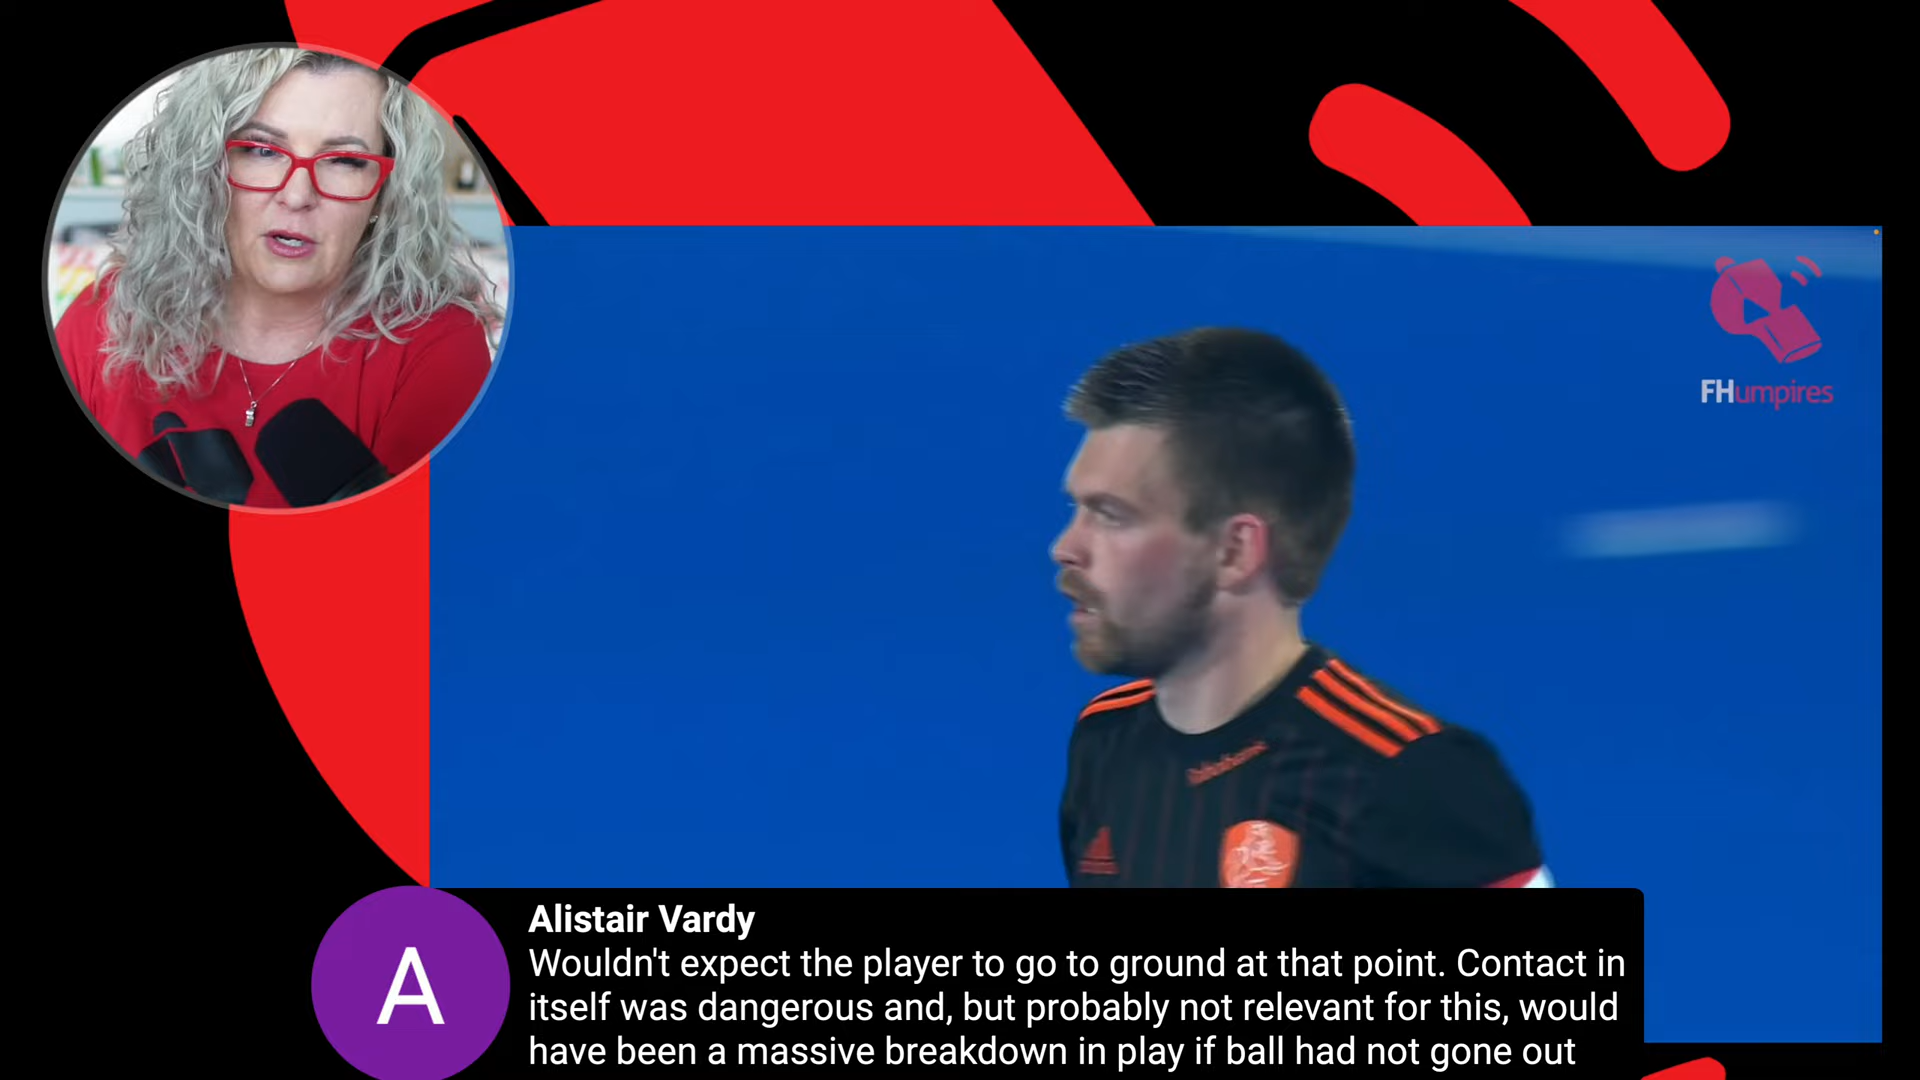 FHumpires
Alistair Vardy
Wouldn't expect the player to go to ground at that point. Contact in
itself was dangerous and, but probably not relevant for this, would
have been a massive breakdown in play if ball had not gone out
A